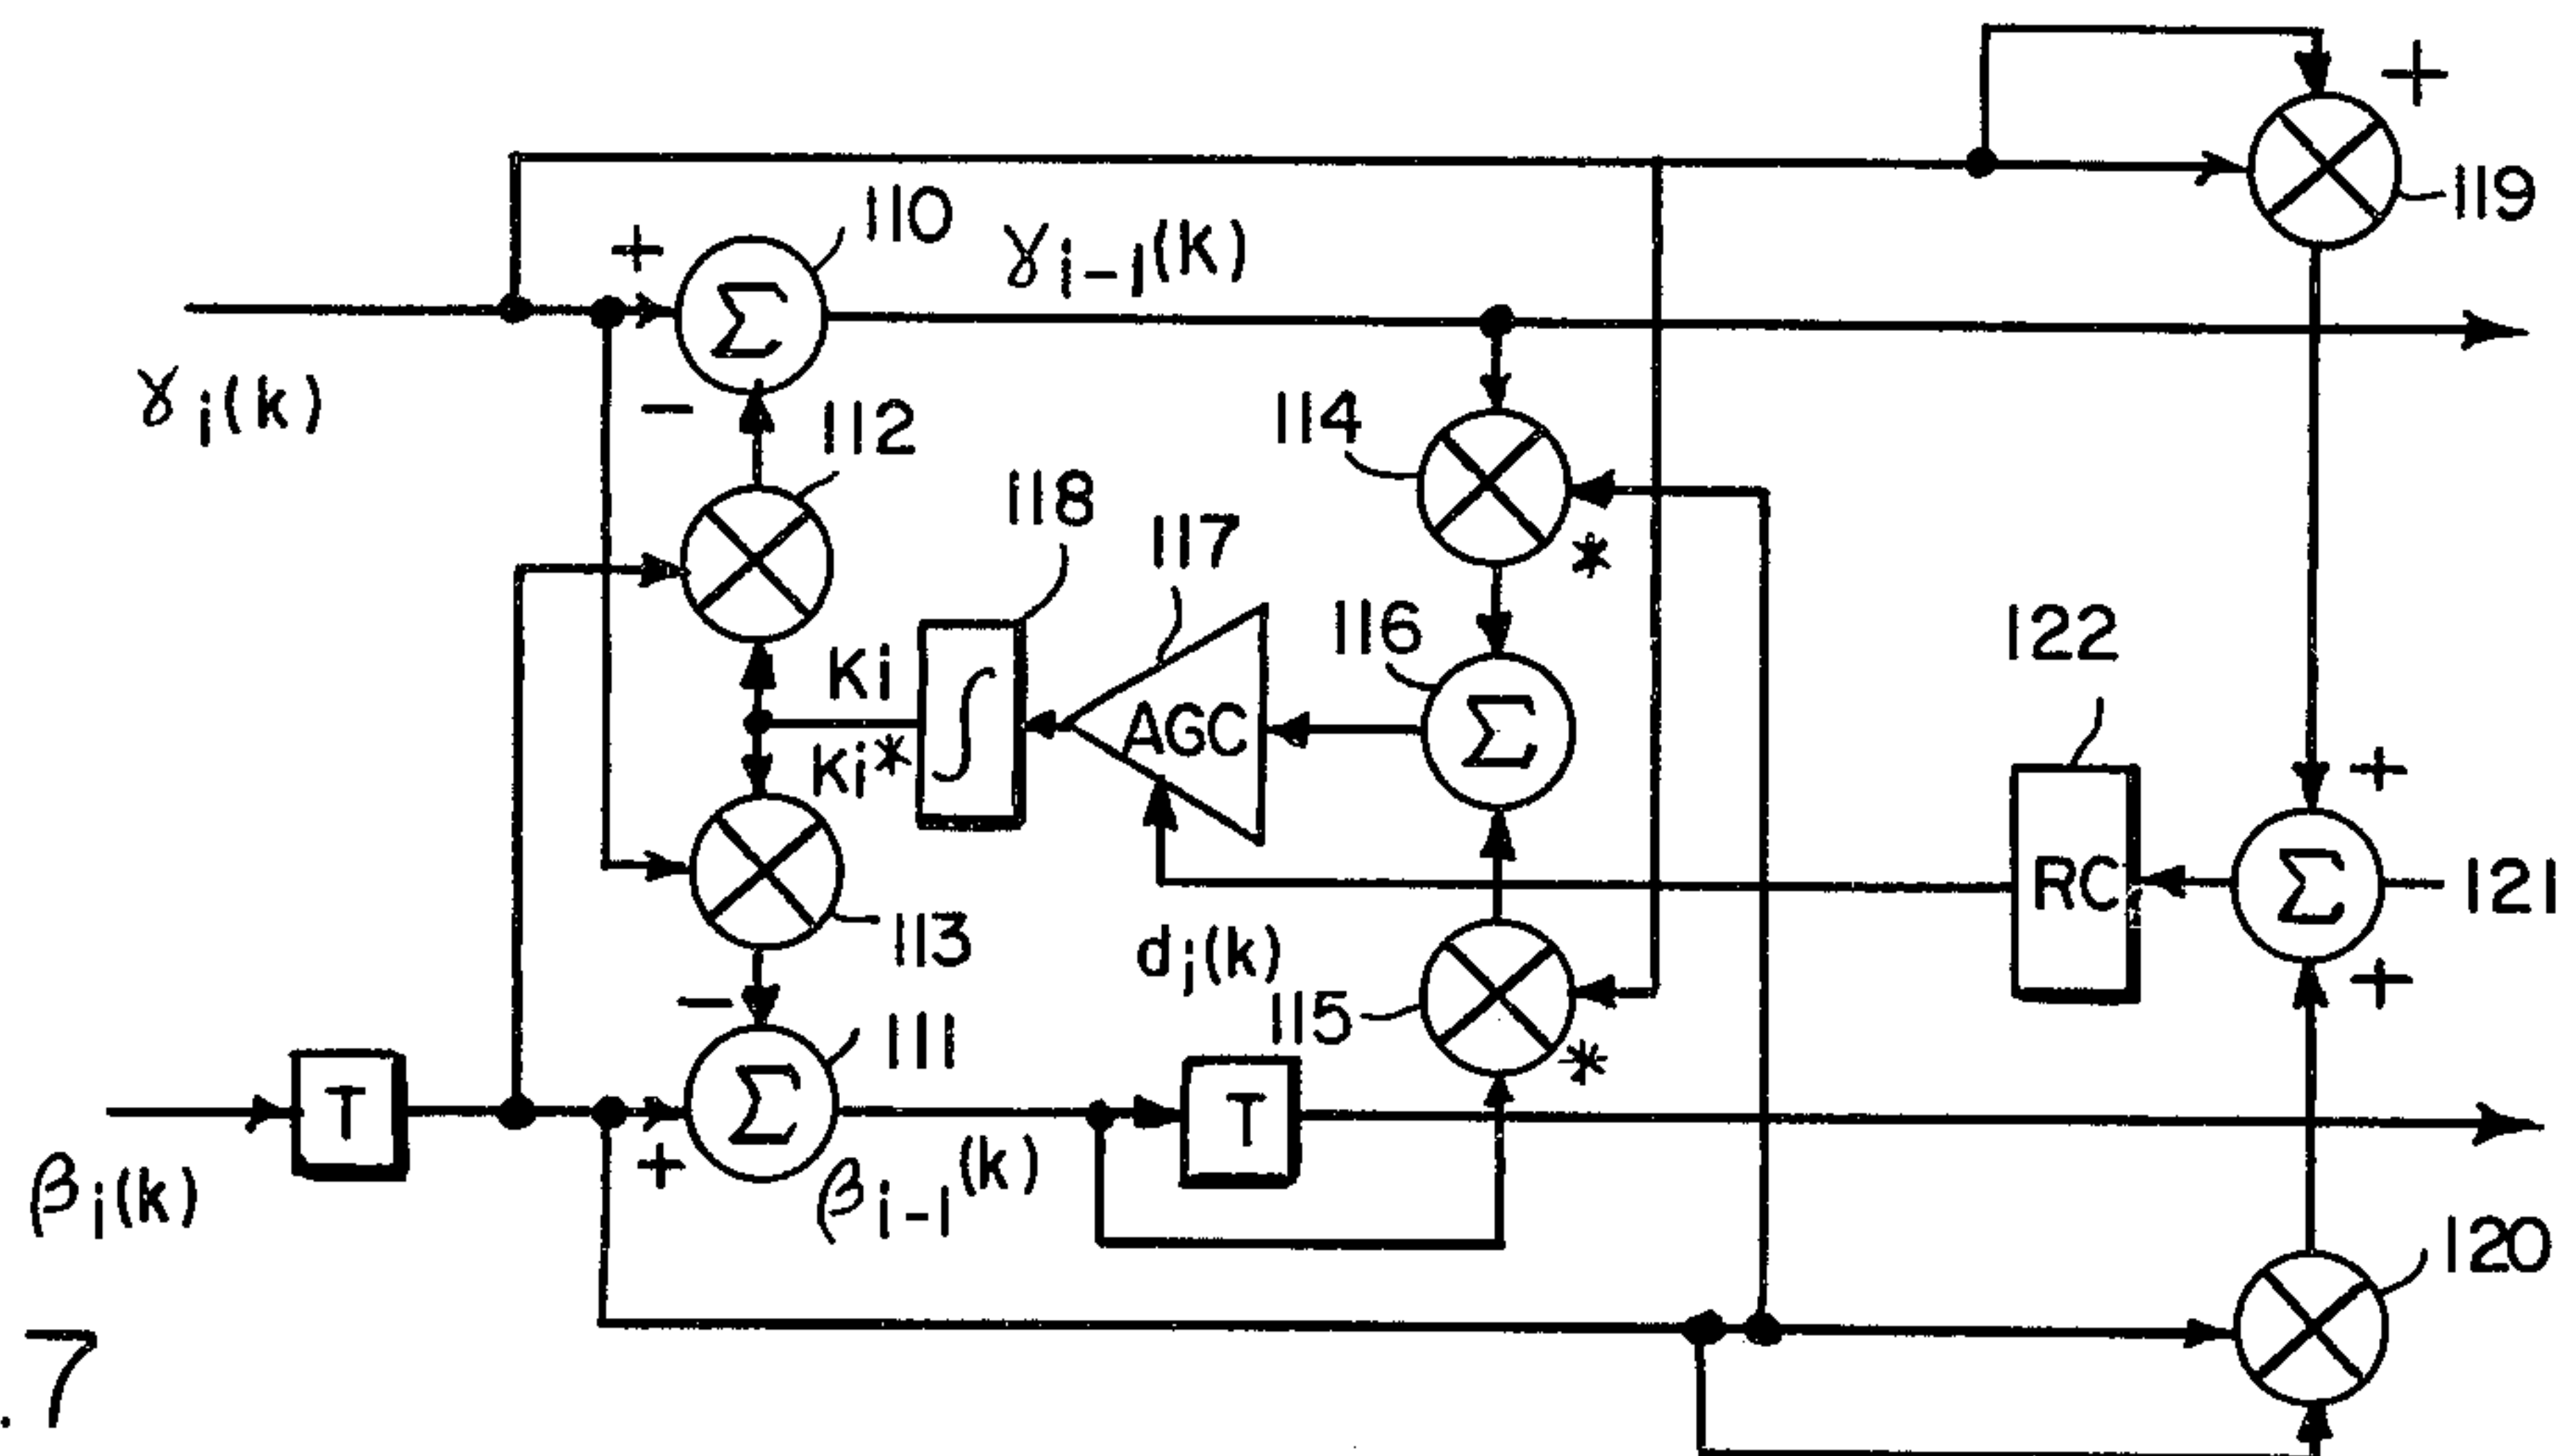 +
119
110
+
Σ
γi-1(K)
γi(k)
−
112
114
118
117
*
116
122
Ki
AGC
Σ
Ki*
∫
+
RC
Σ
121
113
dj(k)
+
−
115
111
*
T
Σ
T
+
βi(k)
βi-1(k)
120
.7